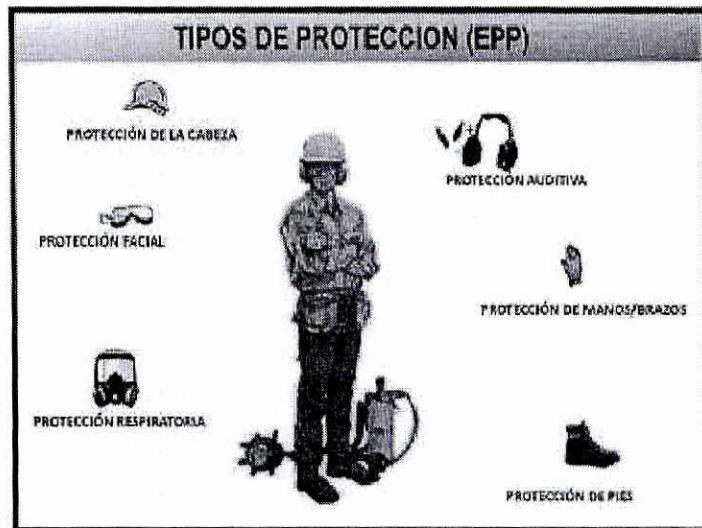 TIPOS DE PROTECCION (EPP)
PROTECCIÓN DE LA CABEZA
PROTECCIÓN AUDITIVA
PROTECCIÓN FACIAL
PROTECCIÓN DE MANOS/BRAZOS
PROTECCIÓN RESPIRATORIA
PROTECCIÓN DE PIES